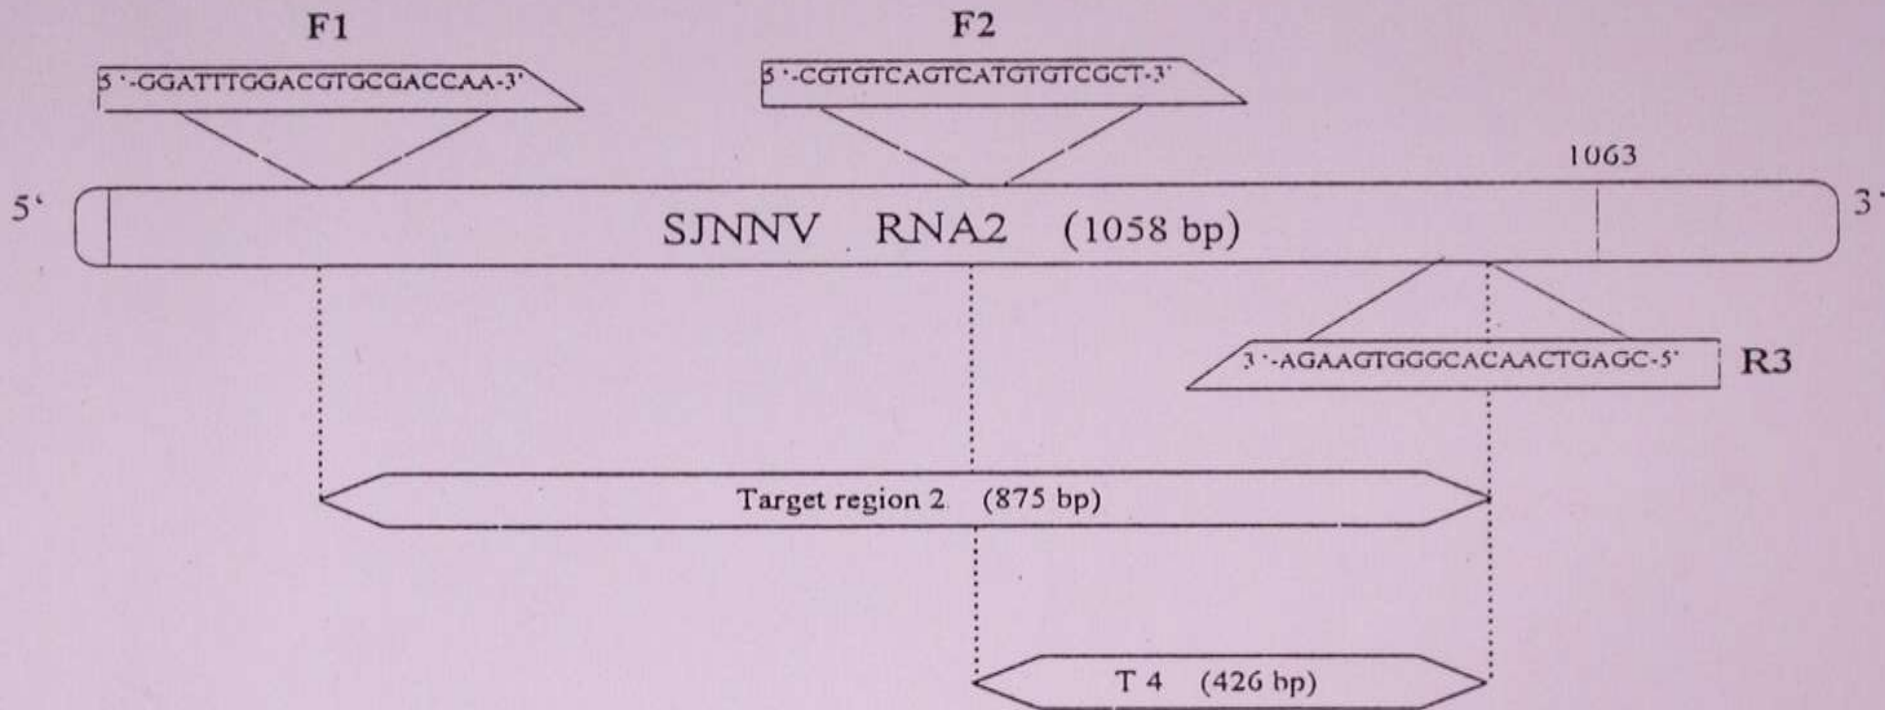 F1
F2
5'-GGATTTGGACGTGCGACCAA-3'
5'-CGTGTCAGTCATGTGTCGCT-3'
1063
5'
SJNNV RNA2 (1058 bp)
3'
3'-AGAAGTGGGCACAACTGAGC-5'
R3
Target region 2 (875 bp)
T 4 (426 bp)